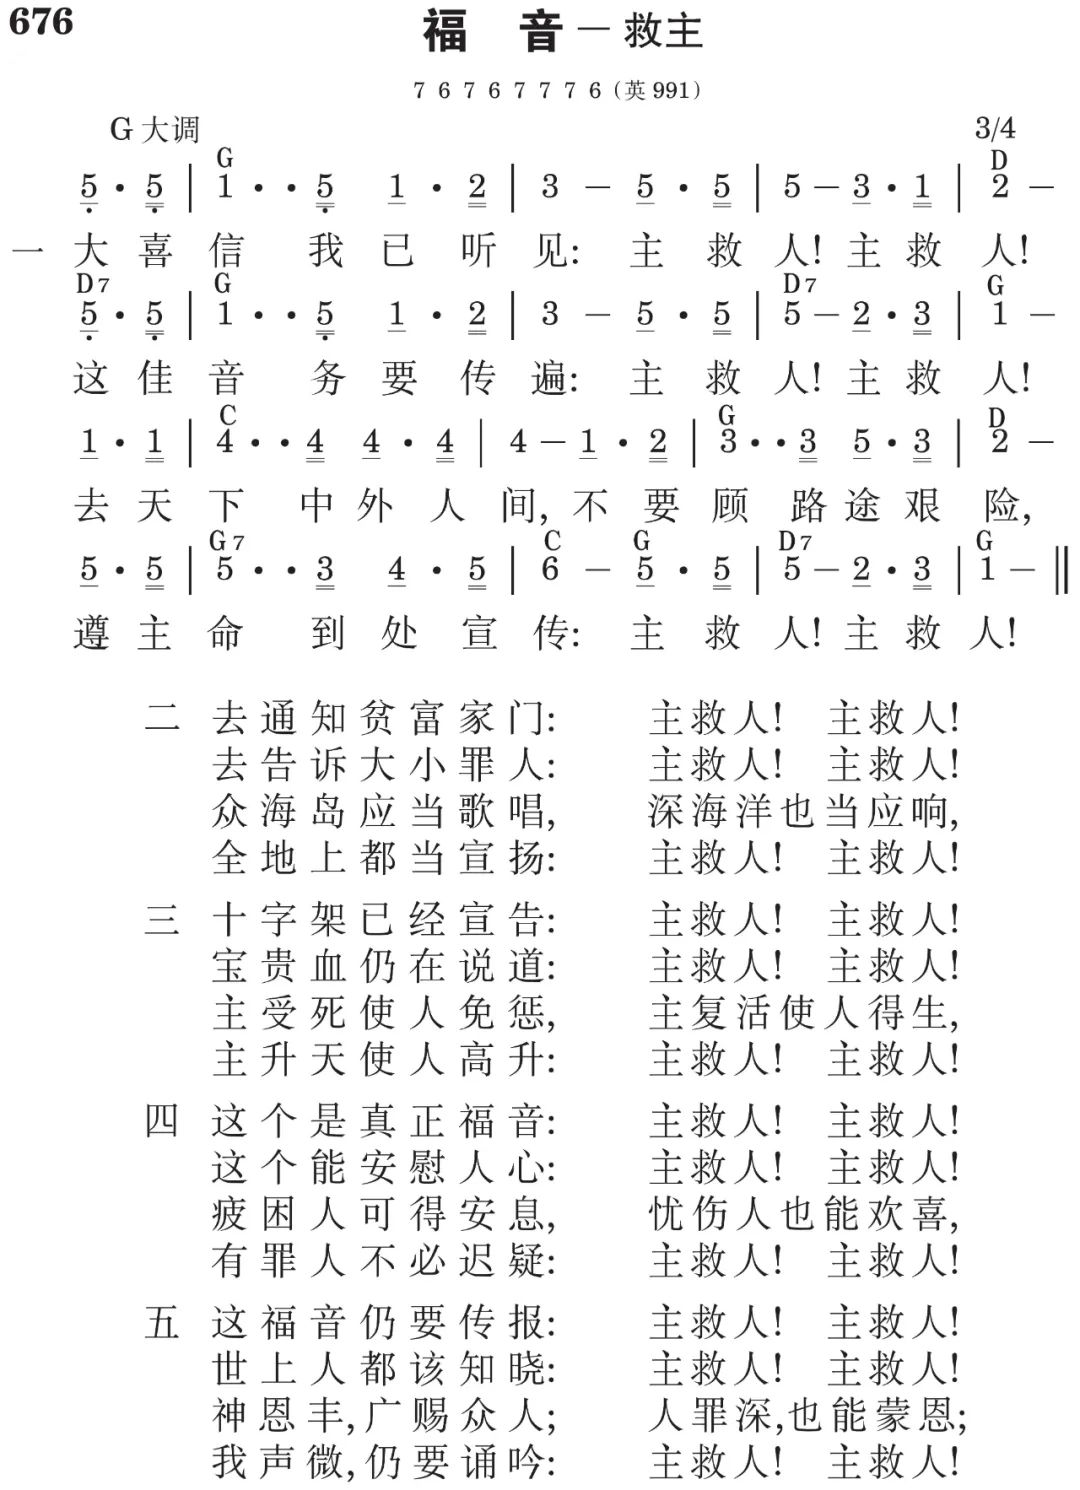 676
福 音 — 救主
7 6 7 6 7 7 7 6（英 991）
G 大调 3/4
G D
5 · 5 | 1 · · 5 1 · 2 | 3 – 5 · 5 | 5 – 3 · 1 | 2 –
一 大 喜 信 我 已 听 见: 主 救 人! 主 救 人!
D7 G D7 G
5 · 5 | 1 · · 5 1 · 2 | 3 – 5 · 5 | 5 – 2 · 3 | 1 –
这 佳 音 务 要 传 遍: 主 救 人! 主 救 人!
C G D
1 · 1 | 4 · · 4 4 · 4 | 4 – 1 · 2 | 3 · · 3 5 · 3 | 2 –
去 天 下 中 外 人 间, 不 要 顾 路 途 艰 险,
G7 C G D7 G
5 · 5 | 5 · · 3 4 · 5 | 6 – 5 · 5 | 5 – 2 · 3 | 1 – ‖
遵 主 命 到 处 宣 传: 主 救 人! 主 救 人!
二 去通知贫富家门: 主救人! 主救人!
去告诉大小罪人: 主救人! 主救人!
众海岛应当歌唱, 深海洋也当应响,
全地上都当宣扬: 主救人! 主救人!
三 十字架已经宣告: 主救人! 主救人!
宝贵血仍在说道: 主救人! 主救人!
主受死使人免惩, 主复活使人得生,
主升天使人高升: 主救人! 主救人!
四 这个是真正福音: 主救人! 主救人!
这个能安慰人心: 主救人! 主救人!
疲困人可得安息, 忧伤人也能欢喜,
有罪人不必迟疑: 主救人! 主救人!
五 这福音仍要传报: 主救人! 主救人!
世上人都该知晓: 主救人! 主救人!
神恩丰,广赐众人; 人罪深,也能蒙恩;
我声微,仍要诵吟: 主救人! 主救人!